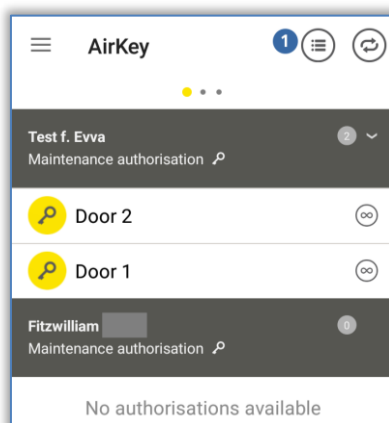 AirKey 1
Test f. Evva 2
Maintenance authorisation
Door 2
Door 1
Fitzwilliam 0
Maintenance authorisation
No authorisations available